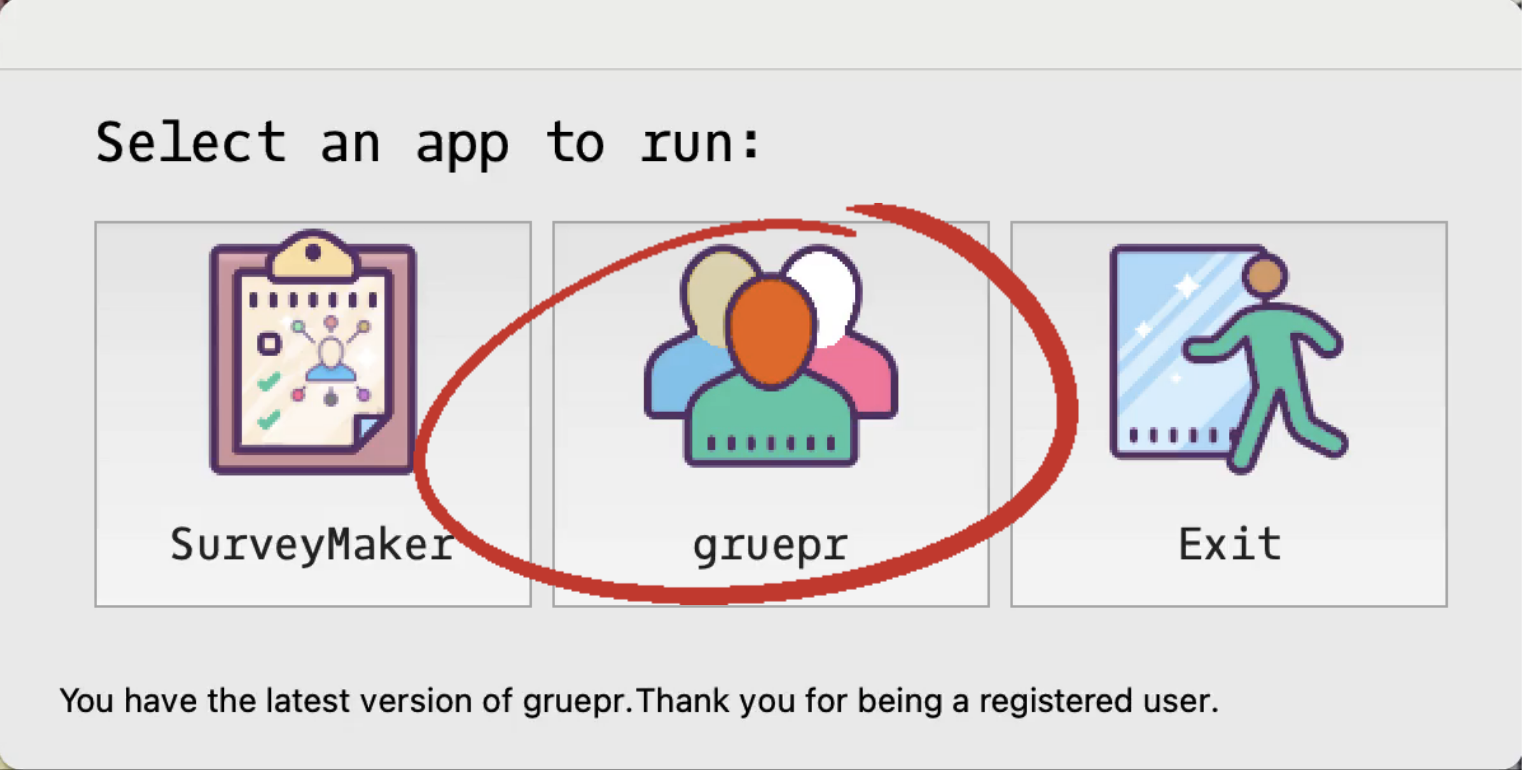 Select an app to run:
SurveyMaker
gruepr
Exit
You have the latest version of gruepr.Thank you for being a registered user.